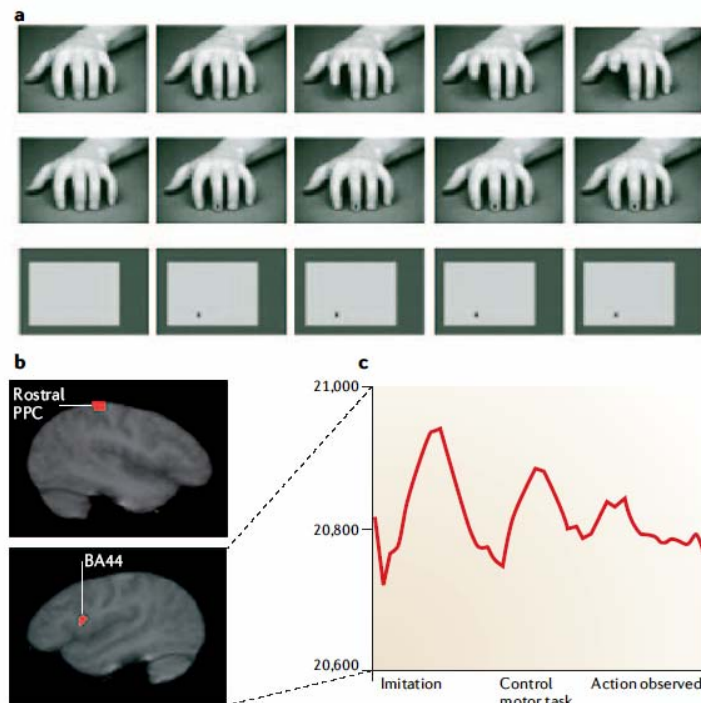 a
b
c
Rostral
PPC
BA44
21,000
20,800
20,600
Imitation
Control
motor task
Action observed